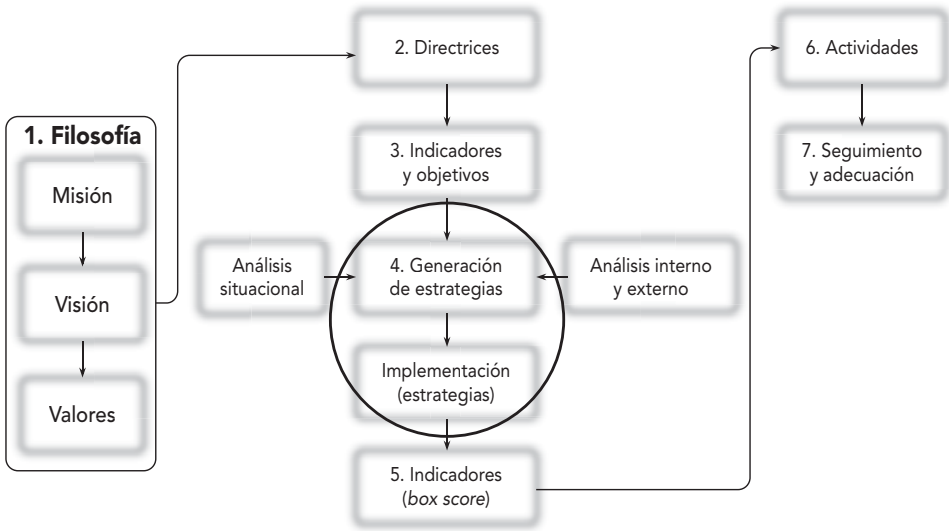 1. Filosofía
Misión
Visión
Valores
2. Directrices
3. Indicadores
y objetivos
Análisis
situacional
4. Generación
de estrategias
Análisis interno
y externo
Implementación
(estrategias)
5. Indicadores
(box score)
6. Actividades
7. Seguimiento
y adecuación